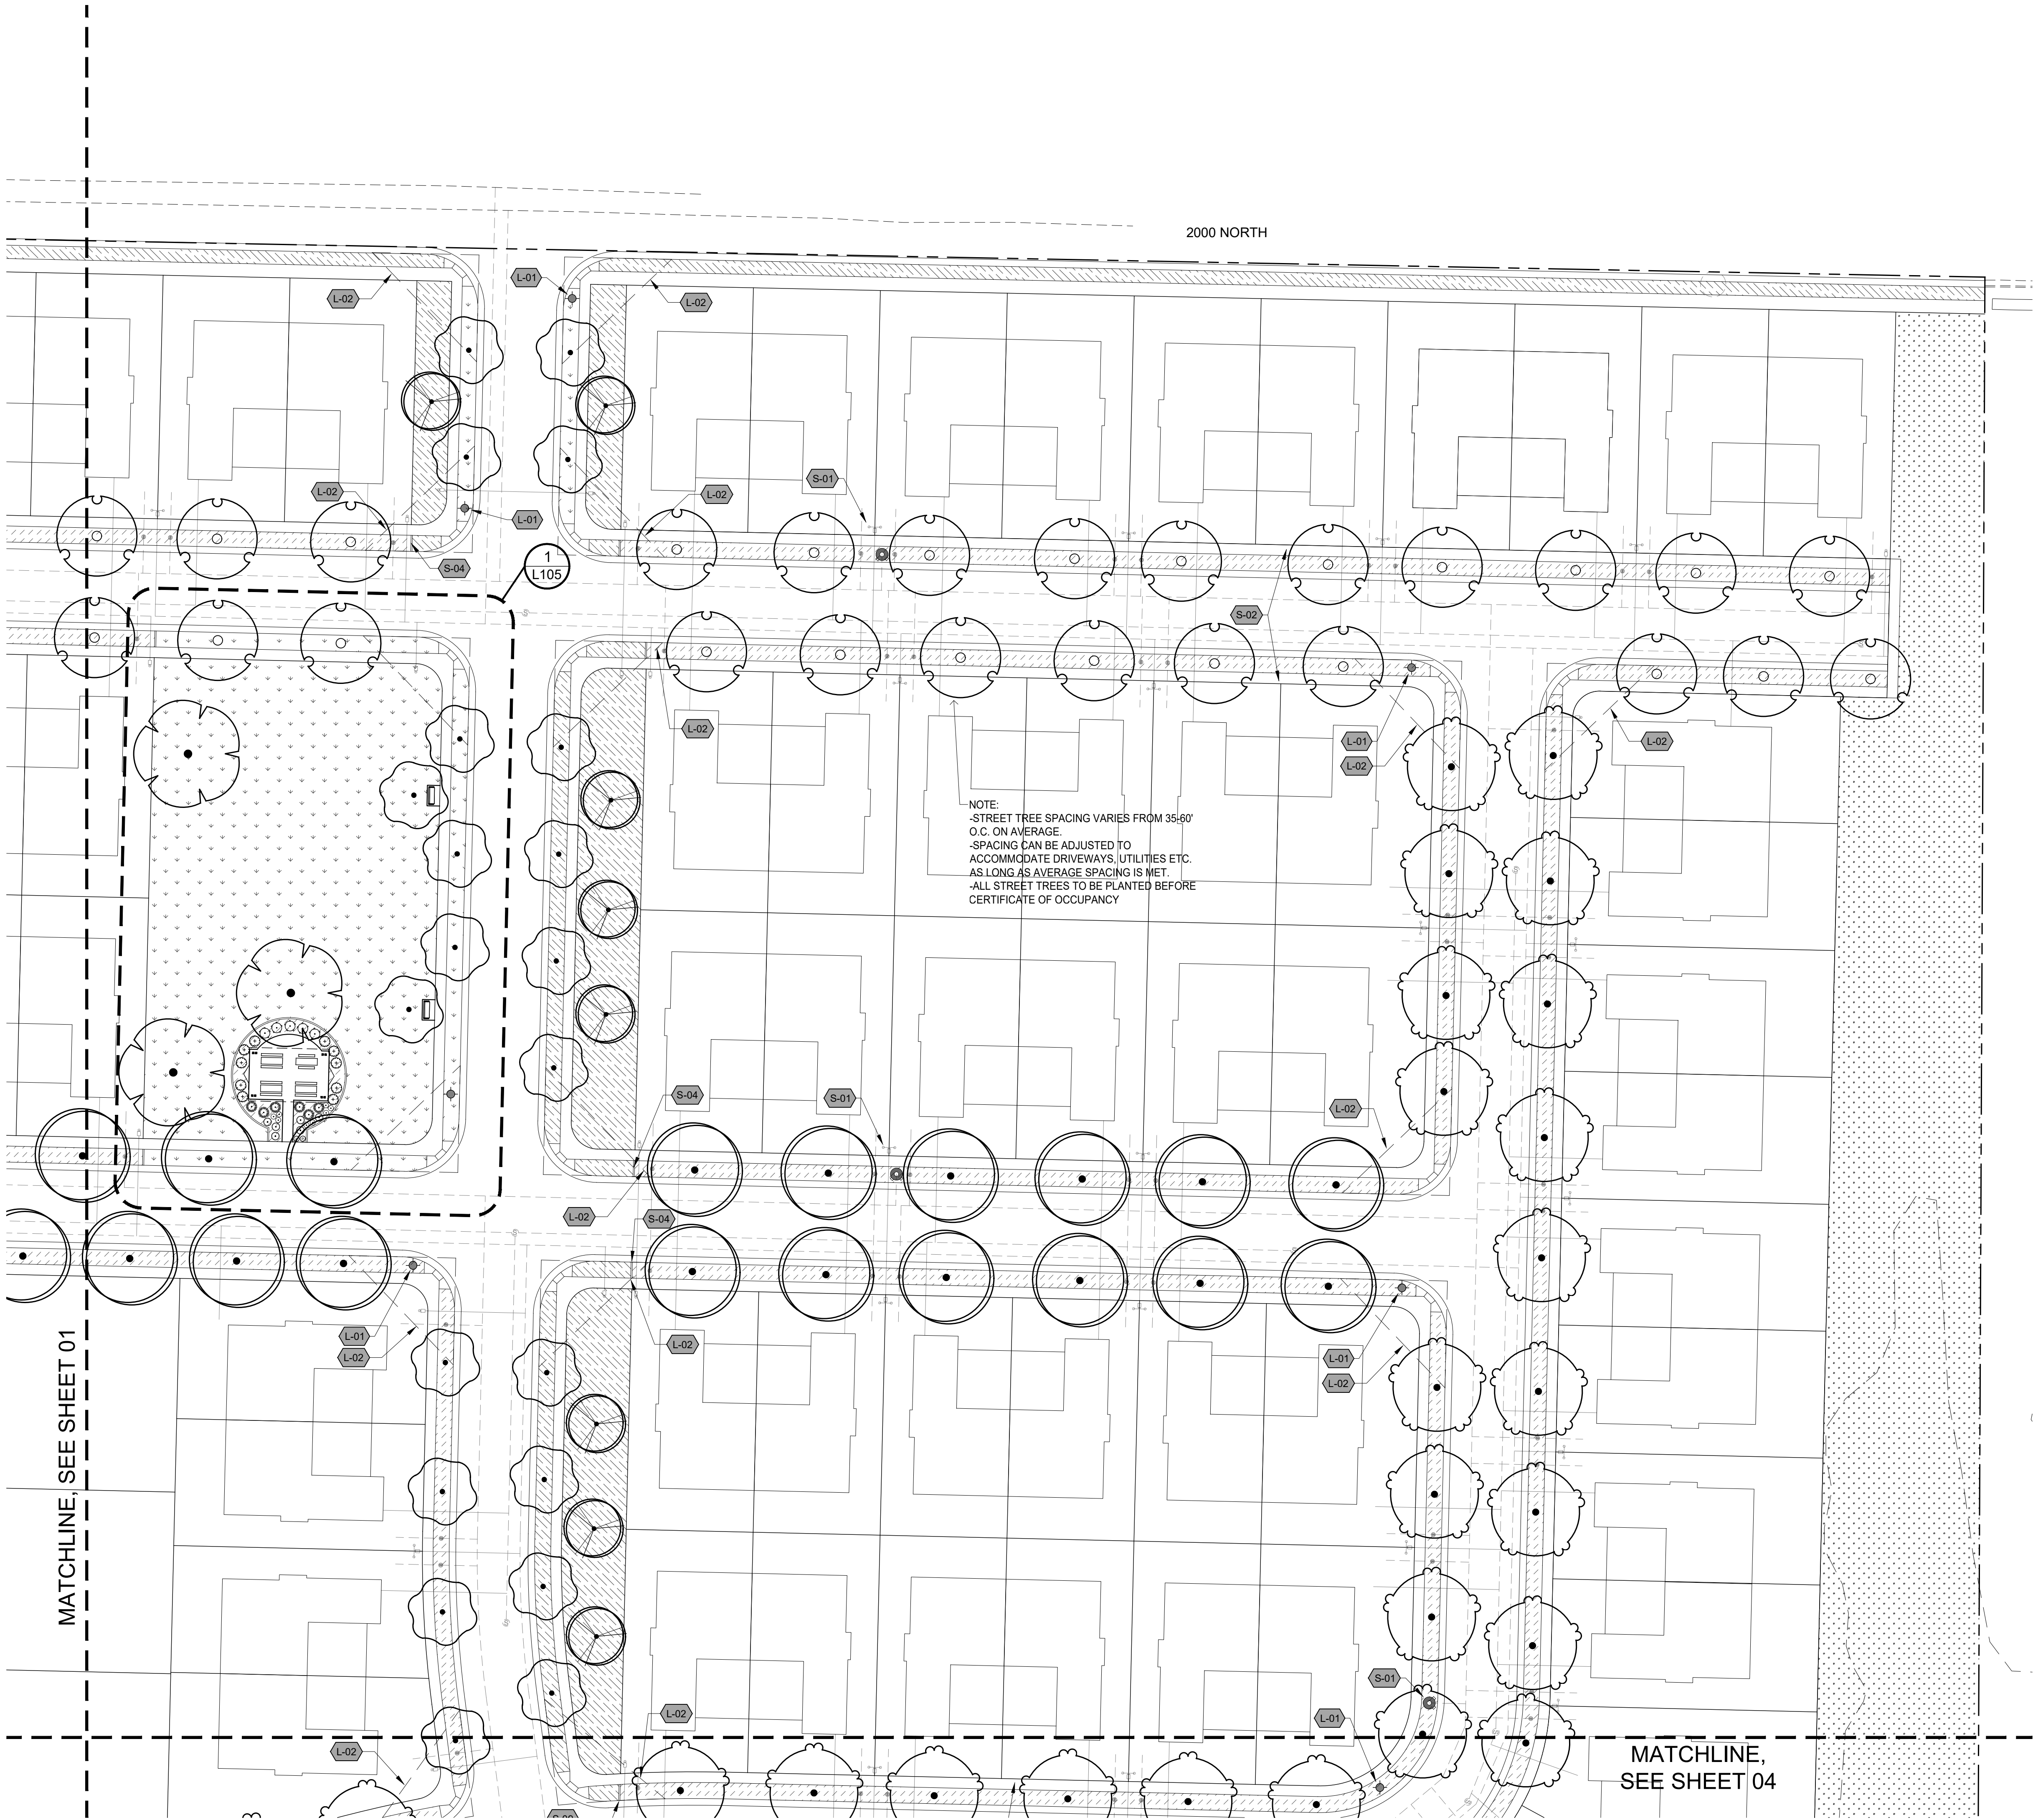 2000 NORTH
L-01
L-02
L-02
S-01
L-02
L-02
L-01
1
L105
S-04
S-02
L-02
L-01
L-02
L-02
NOTE:
-STREET TREE SPACING VARIES FROM 35-60'
O.C. ON AVERAGE.
-SPACING CAN BE ADJUSTED TO
ACCOMMODATE DRIVEWAYS, UTILITIES ETC.
AS LONG AS AVERAGE SPACING IS MET.
-ALL STREET TREES TO BE PLANTED BEFORE
CERTIFICATE OF OCCUPANCY
S-04
S-01
L-02
L-02
S-04
L-01
L-02
L-02
L-01
L-02
MATCHLINE, SEE SHEET 01
S-01
L-02
L-01
L-02
MATCHLINE,
SEE SHEET 04